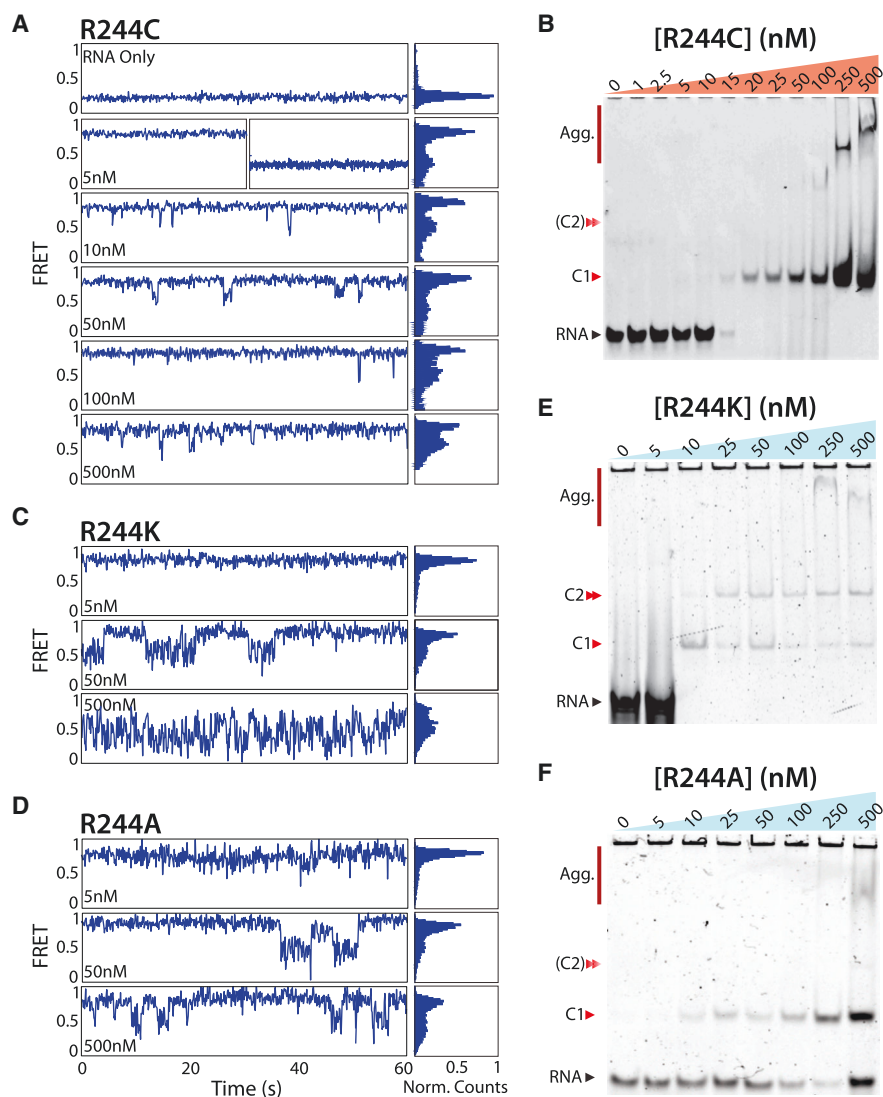 A
R244C
RNA Only
1
0.5
0
1
0.5
0
5nM
1
0.5
0
10nM
1
0.5
0
50nM
1
0.5
0
100nM
1
0.5
0
500nM
FRET
B
[R244C] (nM)
0 1 2.5 5 10 15 20 25 50 100 250 500
Agg.
(C2)
C1
RNA
C
R244K
1
0.5
0
5nM
1
0.5
0
50nM
1
0.5
0
500nM
FRET
E
[R244K] (nM)
0 5 10 25 50 100 250 500
Agg.
C2
C1
RNA
D
R244A
1
0.5
0
5nM
1
0.5
0
50nM
1
0.5
0
500nM
FRET
0 20 40 60
Time (s)
0.5 1
Norm. Counts
F
[R244A] (nM)
0 5 10 25 50 100 250 500
Agg.
(C2)
C1
RNA